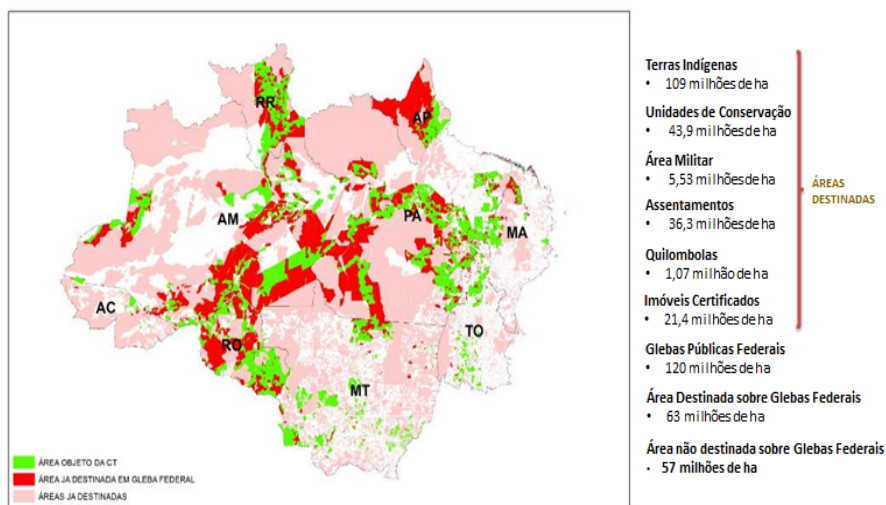 RR
AP
AM
PA
MA
AC
TO
RO
MT
ÁREA OBJETO DA CT
ÁREA JA DESTINADA EM GLEBA FEDERAL
ÁREAS JA DESTINADAS
Terras Indígenas
• 109 milhões de ha
Unidades de Conservação
• 43,9 milhões de ha
Área Militar
• 5,53 milhões de ha
Assentamentos
• 36,3 milhões de ha
Quilombolas
• 1,07 milhão de ha
Imóveis Certificados
• 21,4 milhões de ha
ÁREAS
DESTINADAS
Glebas Públicas Federais
• 120 milhões de ha
Área Destinada sobre Glebas Federais
• 63 milhões de ha
Área não destinada sobre Glebas Federais
• 57 milhões de ha